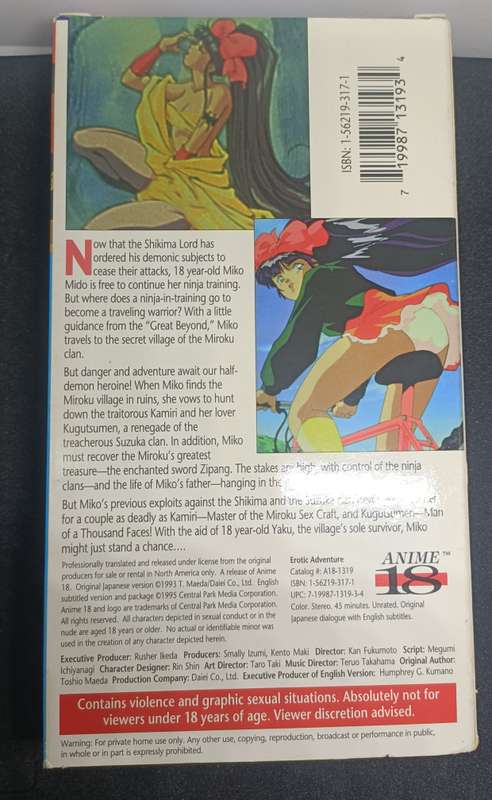 ISBN: 1-56219-317-1
7 19987 13193 4
Now that the Shikima Lord has
ordered his demonic subjects to
cease their attacks, 18 year-old Miko
Mido is free to continue her ninja training.
But where does a ninja-in-training go to
become a traveling warrior? With a little
guidance from the “Great Beyond,” Miko
travels to the secret village of the Miroku
clan.
But danger and adventure await our half-
demon heroine! When Miko finds the
Miroku village in ruins, she vows to hunt
down the traitorous Kamiri and her lover
Kugutsumen, a renegade of the
treacherous Suzuka clan. In addition, Miko
must recover the Miroku’s greatest
treasure—the enchanted sword Zipang. The stakes are high, with control of the ninja
clans—and the life of Miko’s father—hanging in the
But Miko’s previous exploits against the Shikima and the Suzuka
for a couple as deadly as Kamiri—Master of the Miroku Sex Craft, and Kugutsumen—Man
of a Thousand Faces! With the aid of 18 year-old Yaku, the village’s sole survivor, Miko
might just stand a chance....
Professionally translated and released under license from the original
producers for sale or rental in North America only. A release of Anime
18. Original Japanese version ©1993 T. Maeda/Daiei Co., Ltd. English
subtitled version and package ©1995 Central Park Media Corporation.
Anime 18 and logo are trademarks of Central Park Media Corporation.
All rights reserved. All characters depicted in sexual conduct or in the
nude are aged 18 years or older. No actual or identifiable minor was
used in the creation of any character depicted herein.
Erotic Adventure
Catalog #: A18-1319
ISBN: 1-56219-317-1
UPC: 7-19987-1319-3-4
Color. Stereo. 45 minutes. Unrated. Original
Japanese dialogue with English subtitles.
ANIME ™
18
Executive Producer: Rusher Ikeda Producers: Smally Izumi, Kento Maki Director: Kan Fukumoto Script: Megumi
Ichiyanagi Character Designer: Rin Shin Art Director: Taro Taki Music Director: Teruo Takahama Original Author:
Toshio Maeda Production Company: Daiei Co., Ltd. Executive Producer of English Version: Humphrey G. Kumano
Contains violence and graphic sexual situations. Absolutely not for
viewers under 18 years of age. Viewer discretion advised.
Warning: For private home use only. Any other use, copying, reproduction, broadcast or performance in public,
in whole or in part is expressly prohibited.